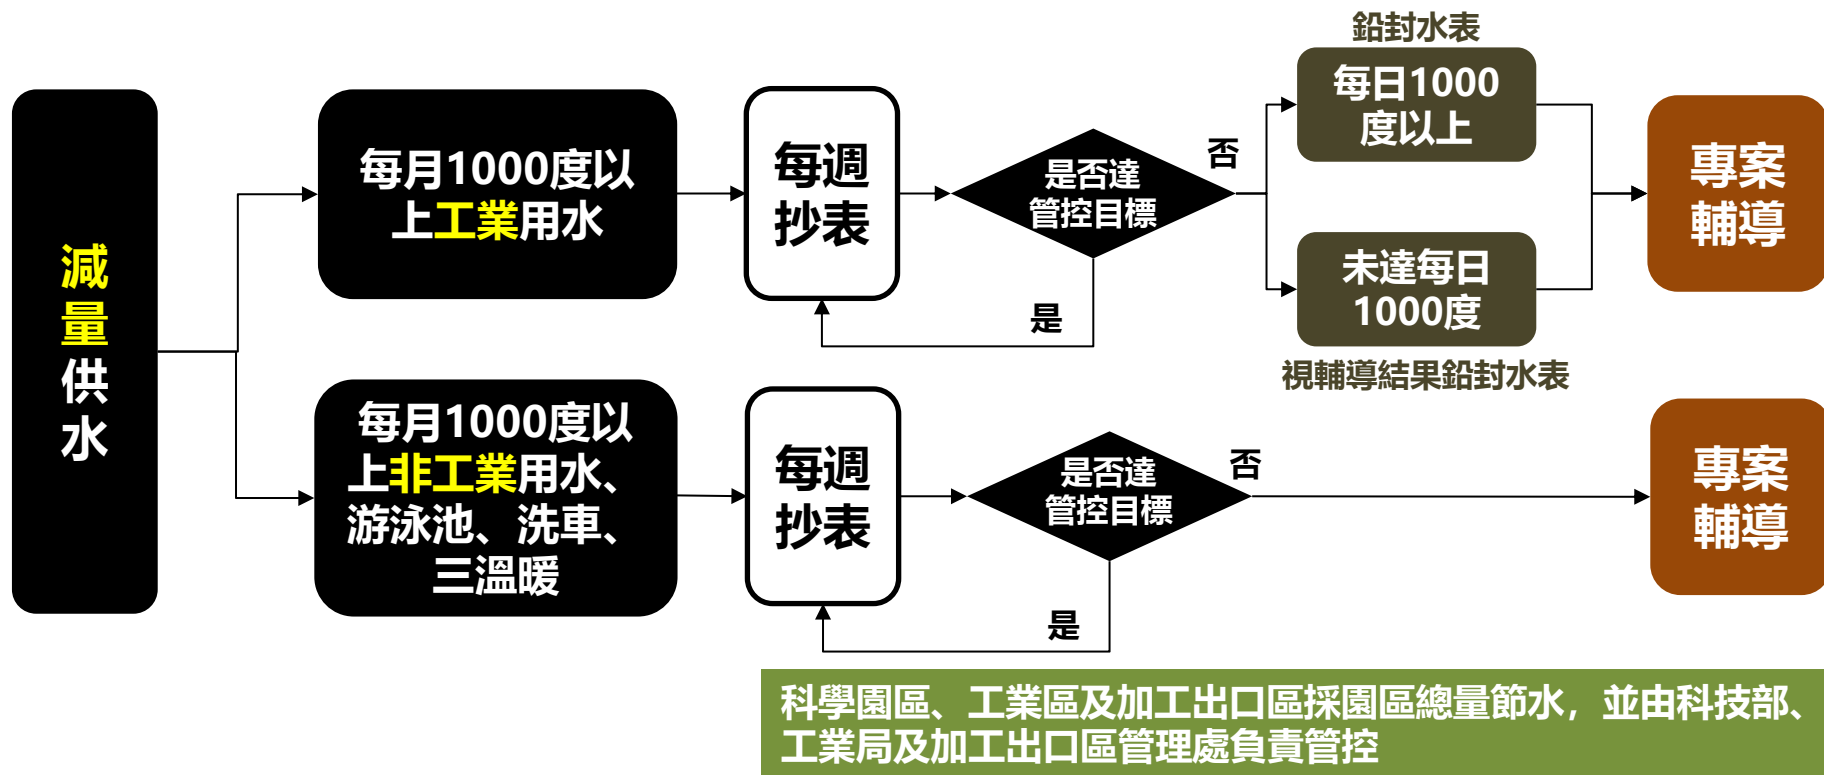 減
量
供
水
每月1000度以
上工業用水
每週
抄表
是否達
管控目標
否
是
鉛封水表
每日1000
度以上
未達每日
1000度
視輔導結果鉛封水表
專案
輔導
每月1000度以
上非工業用水、
游泳池、洗車、
三溫暖
每週
抄表
是否達
管控目標
否
是
專案
輔導
科學園區、工業區及加工出口區採園區總量節水，並由科技部、
工業局及加工出口區管理處負責管控